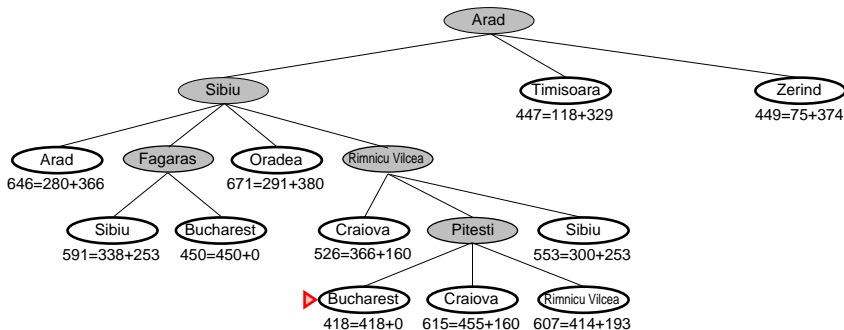 Arad
Sibiu Timisoara Zerind
447=118+329 449=75+374
Arad Fagaras Oradea Rimnicu Vilcea
646=280+366 671=291+380
Sibiu Bucharest Craiova Pitesti Sibiu
591=338+253 450=450+0 526=366+160 553=300+253
Bucharest Craiova Rimnicu Vilcea
418=418+0 615=455+160 607=414+193